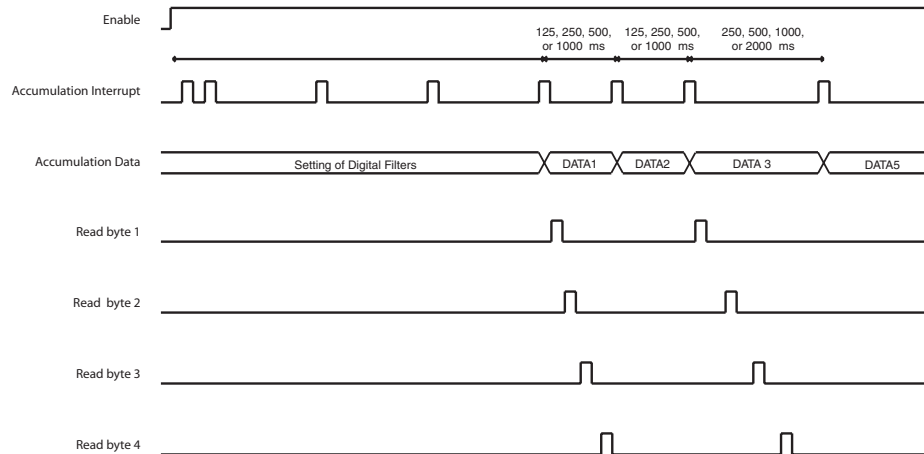 Enable
125, 250, 500,
or 1000 ms
125, 250, 500,
or 1000 ms
250, 500, 1000,
or 2000 ms
Accumulation Interrupt
Accumulation Data
Setting of Digital Filters
DATA1
DATA2
DATA 3
DATA5
Read byte 1
Read byte 2
Read byte 3
Read byte 4